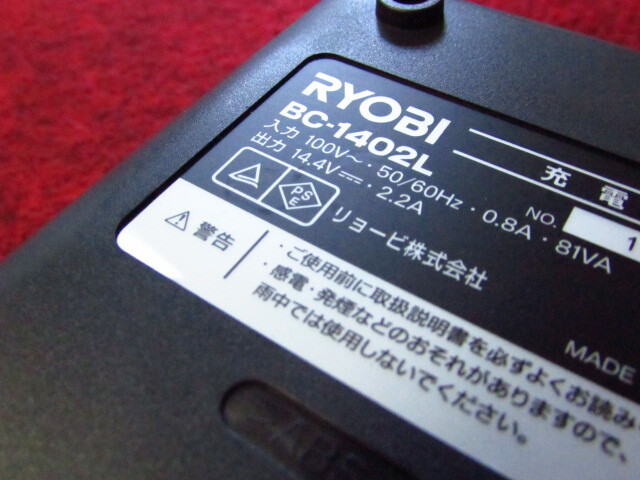 RYOBI
BC-1402L
充電
入力 100V～・50/60Hz・0.8A・81VA
出力 14.4V⎓・2.2A
NO. 1
PSE
リョービ株式会社
MADE
⚠警告
・ご使用前に取扱説明書を必ずよくお読み
・感電・発煙などのおそれがありますので、
雨中では使用しないでください。